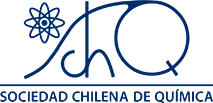 SchQ
SOCIEDAD CHILENA DE QUÍMICA